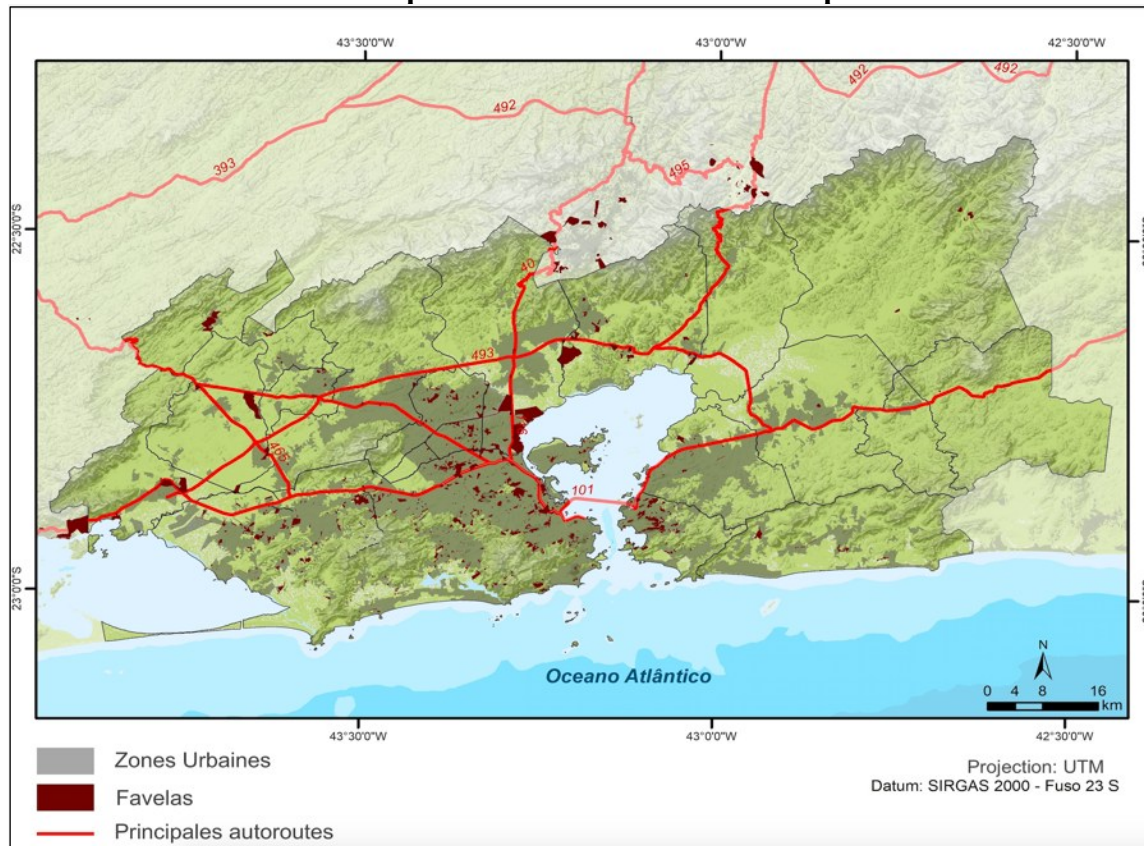 43°30'0"W
43°0'0"W
42°30'0"W
492
492
492
393
495
22°30'0"S
40
493
465
101
23°0'0"S
Oceano Atlântico
N
0 4 8 16
km
43°30'0"W
43°0'0"W
42°30'0"W
Zones Urbaines
Favelas
Principales autoroutes
Projection: UTM
Datum: SIRGAS 2000 - Fuso 23 S